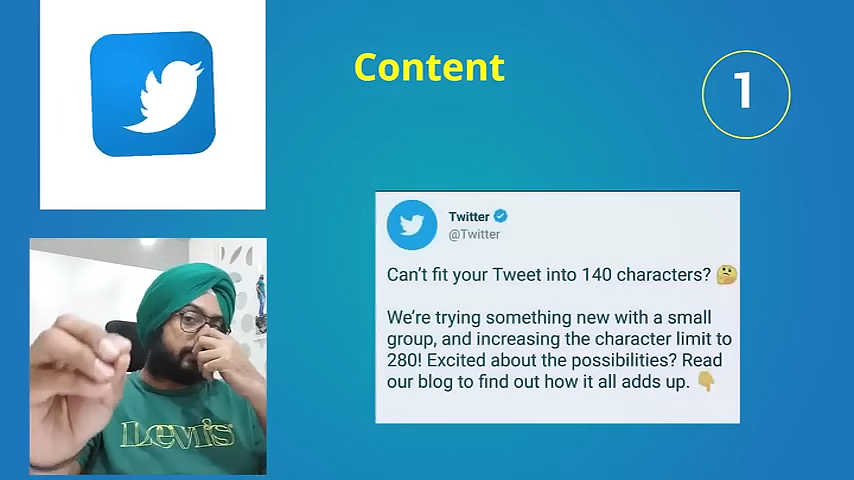 Content
1
Twitter
@Twitter
Can't fit your Tweet into 140 characters? 🤔
We're trying something new with a small
group, and increasing the character limit to
280! Excited about the possibilities? Read
our blog to find out how it all adds up. 👇
Levi's